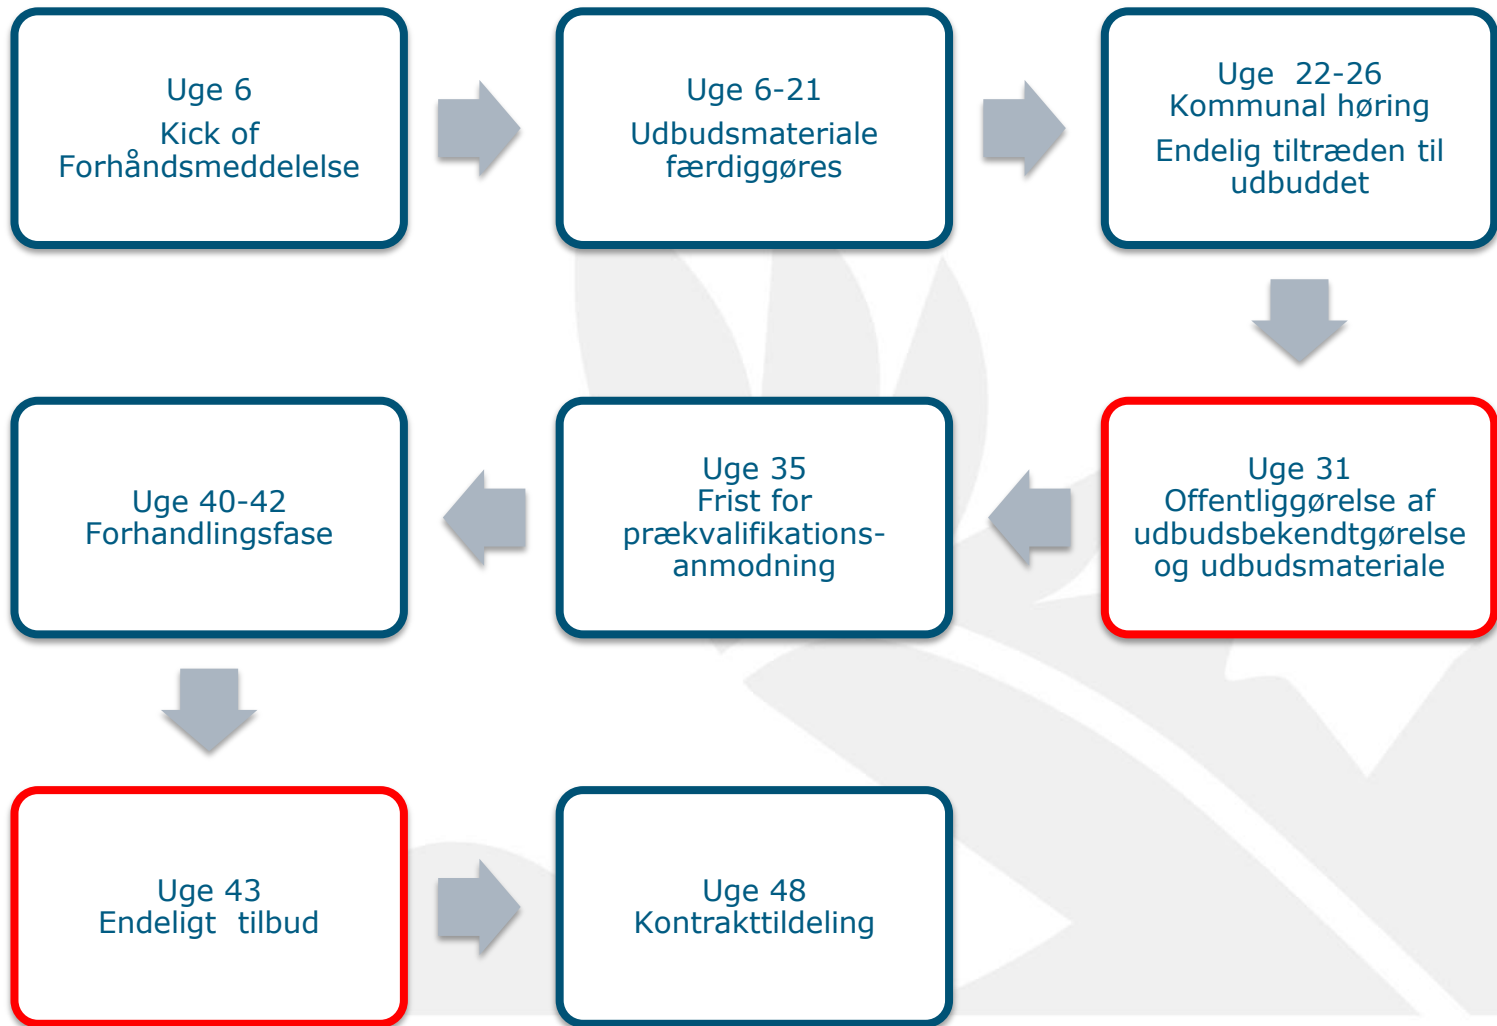 Uge 6
Kick of
Forhåndsmeddelelse
Uge 6-21
Udbudsmateriale
færdiggøres
Uge 22-26
Kommunal høring
Endelig tiltræden til
udbuddet
Uge 31
Offentliggørelse af
udbudsbekendtgørelse
og udbudsmateriale
Uge 35
Frist for
prækvalifikations-
anmodning
Uge 40-42
Forhandlingsfase
Uge 43
Endeligt tilbud
Uge 48
Kontrakttildeling